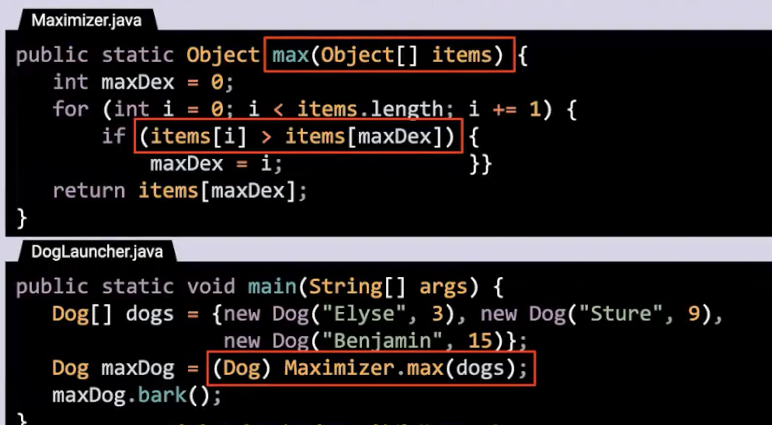 Maximizer.java
public static Object max(Object[] items) {
int maxDex = 0;
for (int i = 0; i < items.length; i += 1) {
if (items[i] > items[maxDex]) {
maxDex = i; }}
return items[maxDex];
}
DogLauncher.java
public static void main(String[] args) {
Dog[] dogs = {new Dog("Elyse", 3), new Dog("Sture", 9),
new Dog("Benjamin", 15)};
Dog maxDog = (Dog) Maximizer.max(dogs);
maxDog.bark();
}